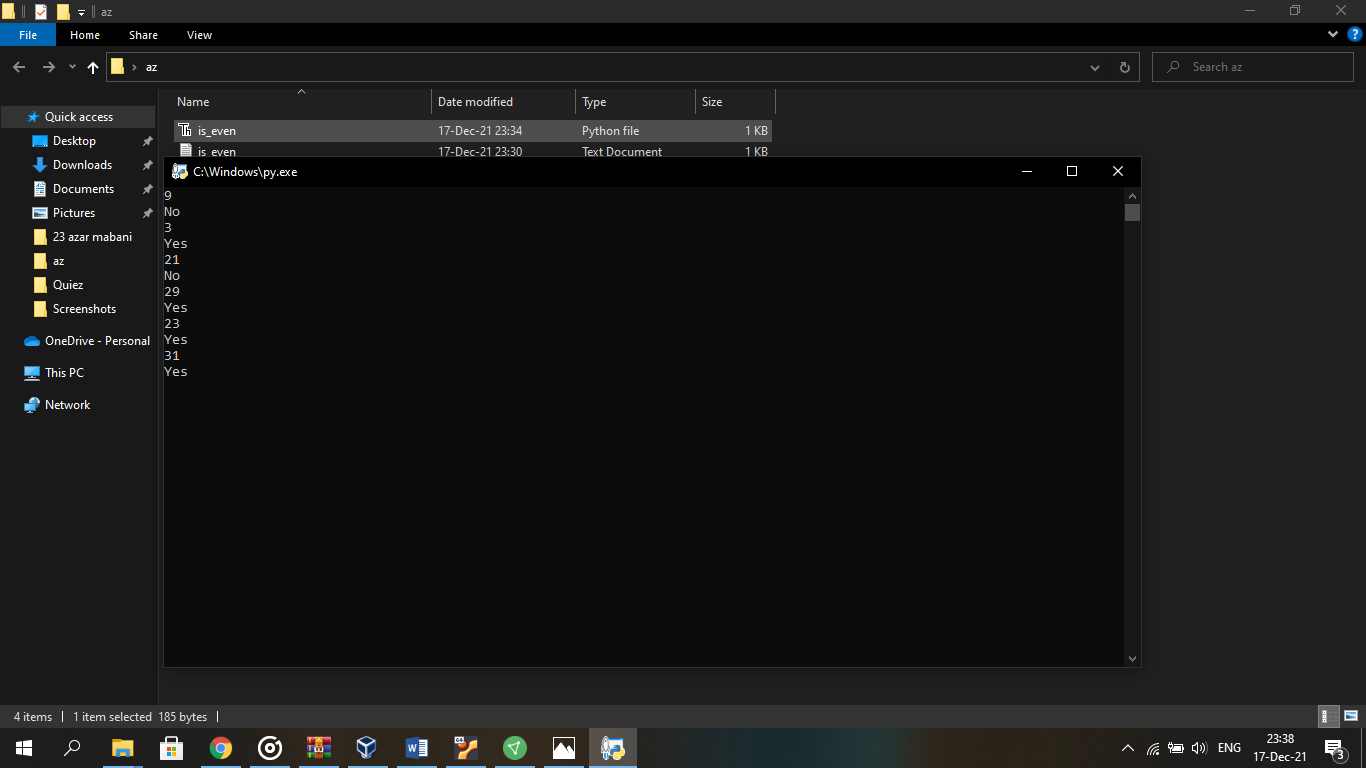 az
File Home Share View
az
Search az
Name Date modified Type Size
is_even 17-Dec-21 23:34 Python file 1 KB
is_even 17-Dec-21 23:30 Text Document 1 KB
Quick access
Desktop
Downloads
Documents
Pictures
23 azar mabani
az
Quiez
Screenshots
OneDrive - Personal
This PC
Network
C:\Windows\py.exe
9
No
3
Yes
21
No
29
Yes
23
Yes
31
Yes
4 items 1 item selected 185 bytes
ENG
23:38
17-Dec-21
3